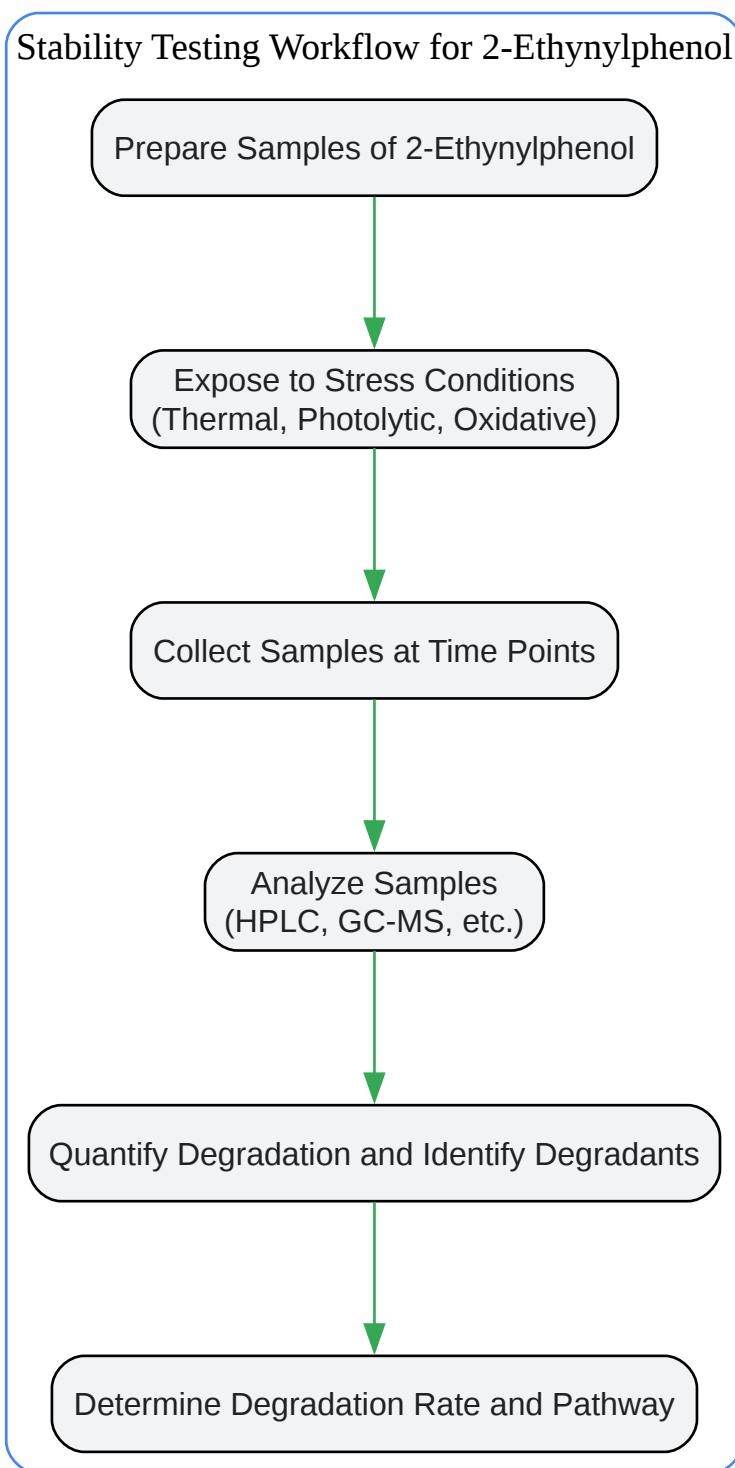 Stability Testing Workflow for 2-Ethynylphenol
Prepare Samples of 2-Ethynylphenol
Expose to Stress Conditions
(Thermal, Photolytic, Oxidative)
Collect Samples at Time Points
Analyze Samples
(HPLC, GC-MS, etc.)
Quantify Degradation and Identify Degradants
Determine Degradation Rate and Pathway